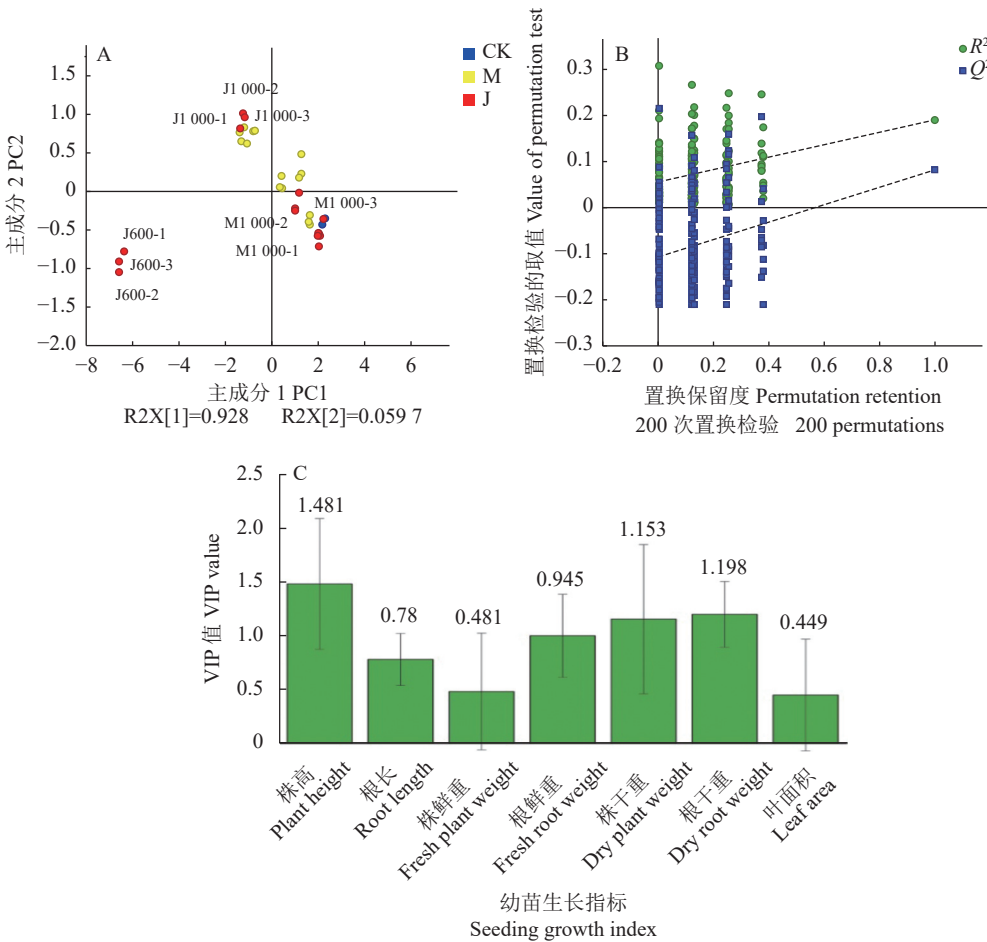 A
CK
M
J
J1 000-2
J1 000-1
J1 000-3
M1 000-3
M1 000-2
M1 000-1
J600-1
J600-3
J600-2
主成分 2 PC2
1.5
1.0
0.5
0
−0.5
−1.0
−1.5
−2.0
−8
−6
−4
−2
0
2
4
6
主成分 1 PC1
R2X[1]=0.928 R2X[2]=0.059 7
B
R²
Q²
置换检验的取值 Value of permutation test
0.3
0.2
0.1
0
−0.1
−0.2
−0.3
−0.2
0
0.2
0.4
0.6
0.8
1.0
置换保留度 Permutation retention
200 次置换检验 200 permutations
C
VIP 值 VIP value
2.5
2.0
1.5
1.0
0.5
0
1.481
0.78
0.481
0.945
1.153
1.198
0.449
株高
Plant height
根长
Root length
株鲜重
Fresh plant weight
根鲜重
Fresh root weight
株干重
Dry plant weight
根干重
Dry root weight
叶面积
Leaf area
幼苗生长指标
Seeding growth index